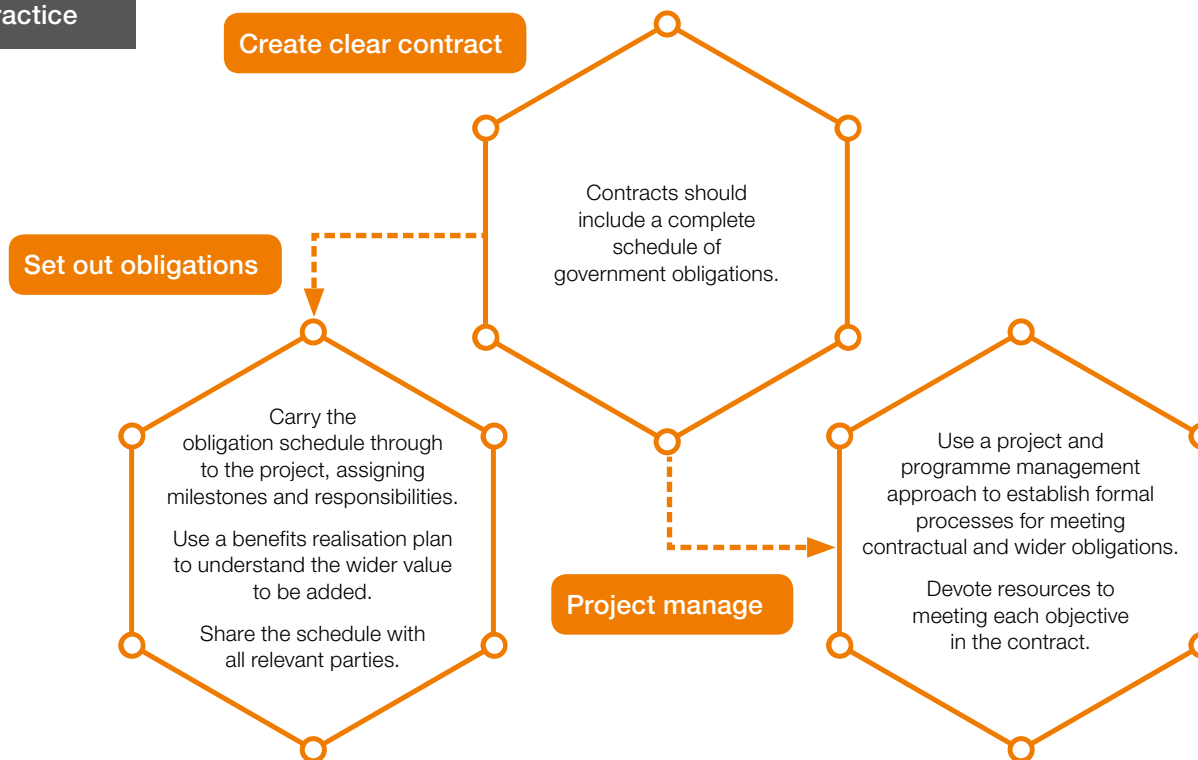 Create clear contract
Contracts should
include a complete
schedule of
government obligations.
Set out obligations
Carry the
obligation schedule through
to the project, assigning
milestones and responsibilities.
Use a benefits realisation plan
to understand the wider value
to be added.
Share the schedule with
all relevant parties.
Project manage
Use a project and
programme management
approach to establish formal
processes for meeting
contractual and wider obligations.
Devote resources to
meeting each objective
in the contract.